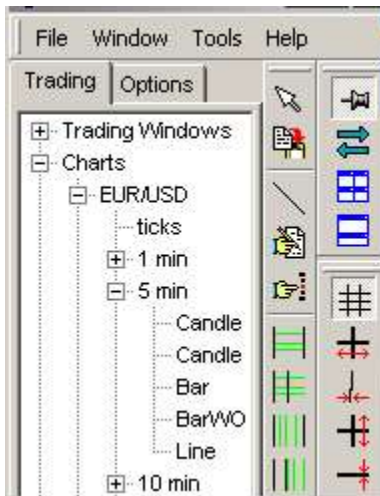 File Window Tools Help
Trading Options
Trading Windows
Charts
EUR/USD
ticks
1 min
5 min
Candle
Candle
Bar
BarWO
Line
10 min